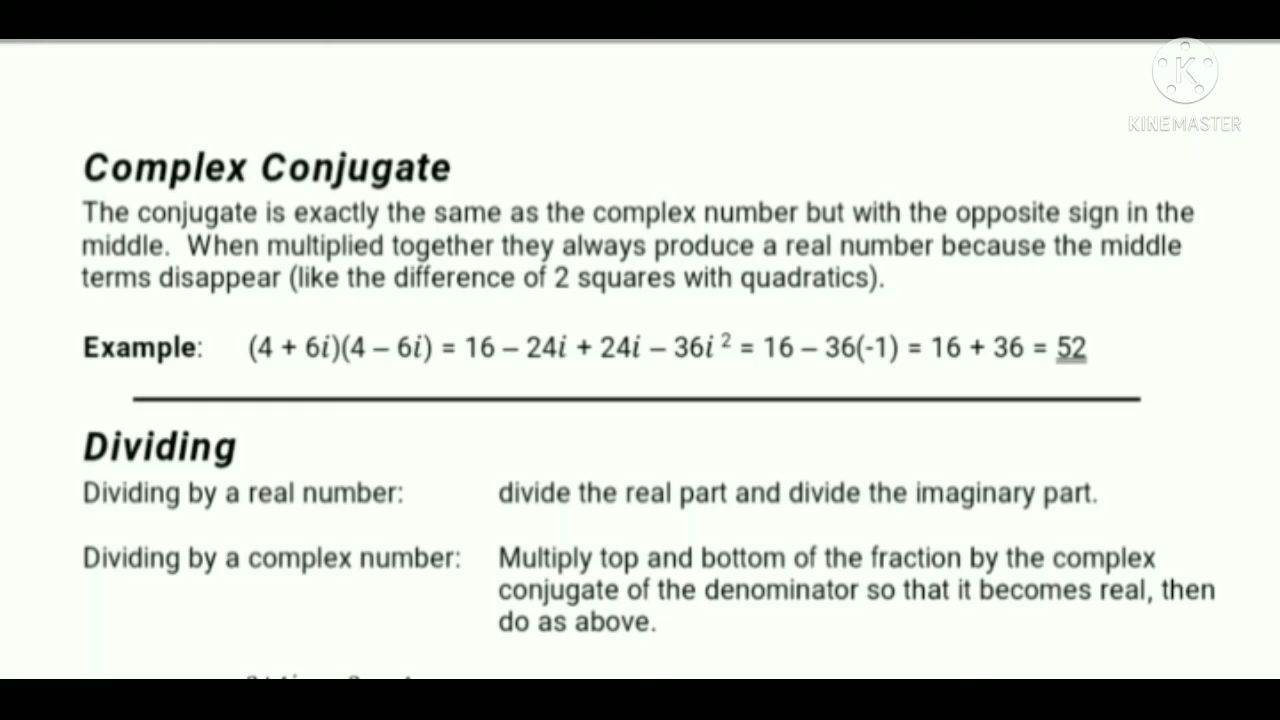 KINEMASTER
Complex Conjugate
The conjugate is exactly the same as the complex number but with the opposite sign in the
middle. When multiplied together they always produce a real number because the middle
terms disappear (like the difference of 2 squares with quadratics).
Example: (4 + 6i)(4 – 6i) = 16 – 24i + 24i – 36i ² = 16 – 36(-1) = 16 + 36 = 52
Dividing
Dividing by a real number: divide the real part and divide the imaginary part.
Dividing by a complex number: Multiply top and bottom of the fraction by the complex
conjugate of the denominator so that it becomes real, then
do as above.